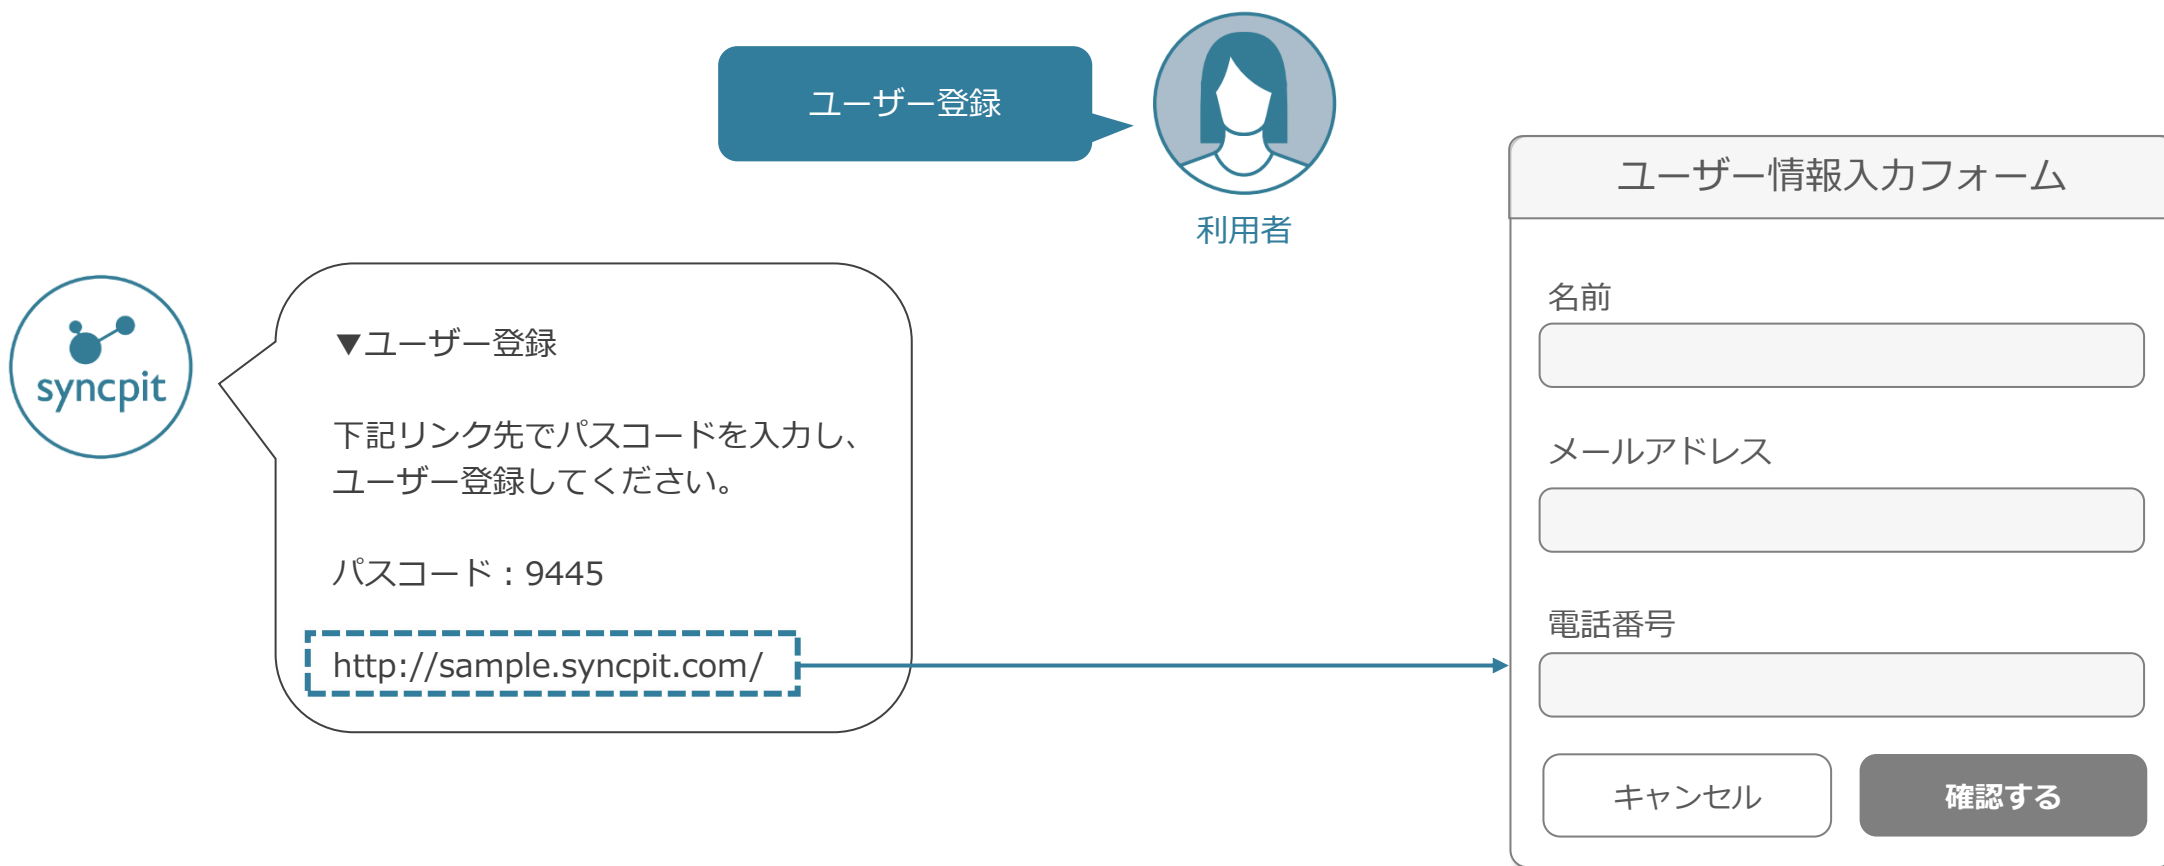 ユーザー登録
利用者
syncpit
▼ユーザー登録
下記リンク先でパスコードを入力し、
ユーザー登録してください。
パスコード：9445
http://sample.syncpit.com/
ユーザー情報入力フォーム
名前
メールアドレス
電話番号
キャンセル
確認する